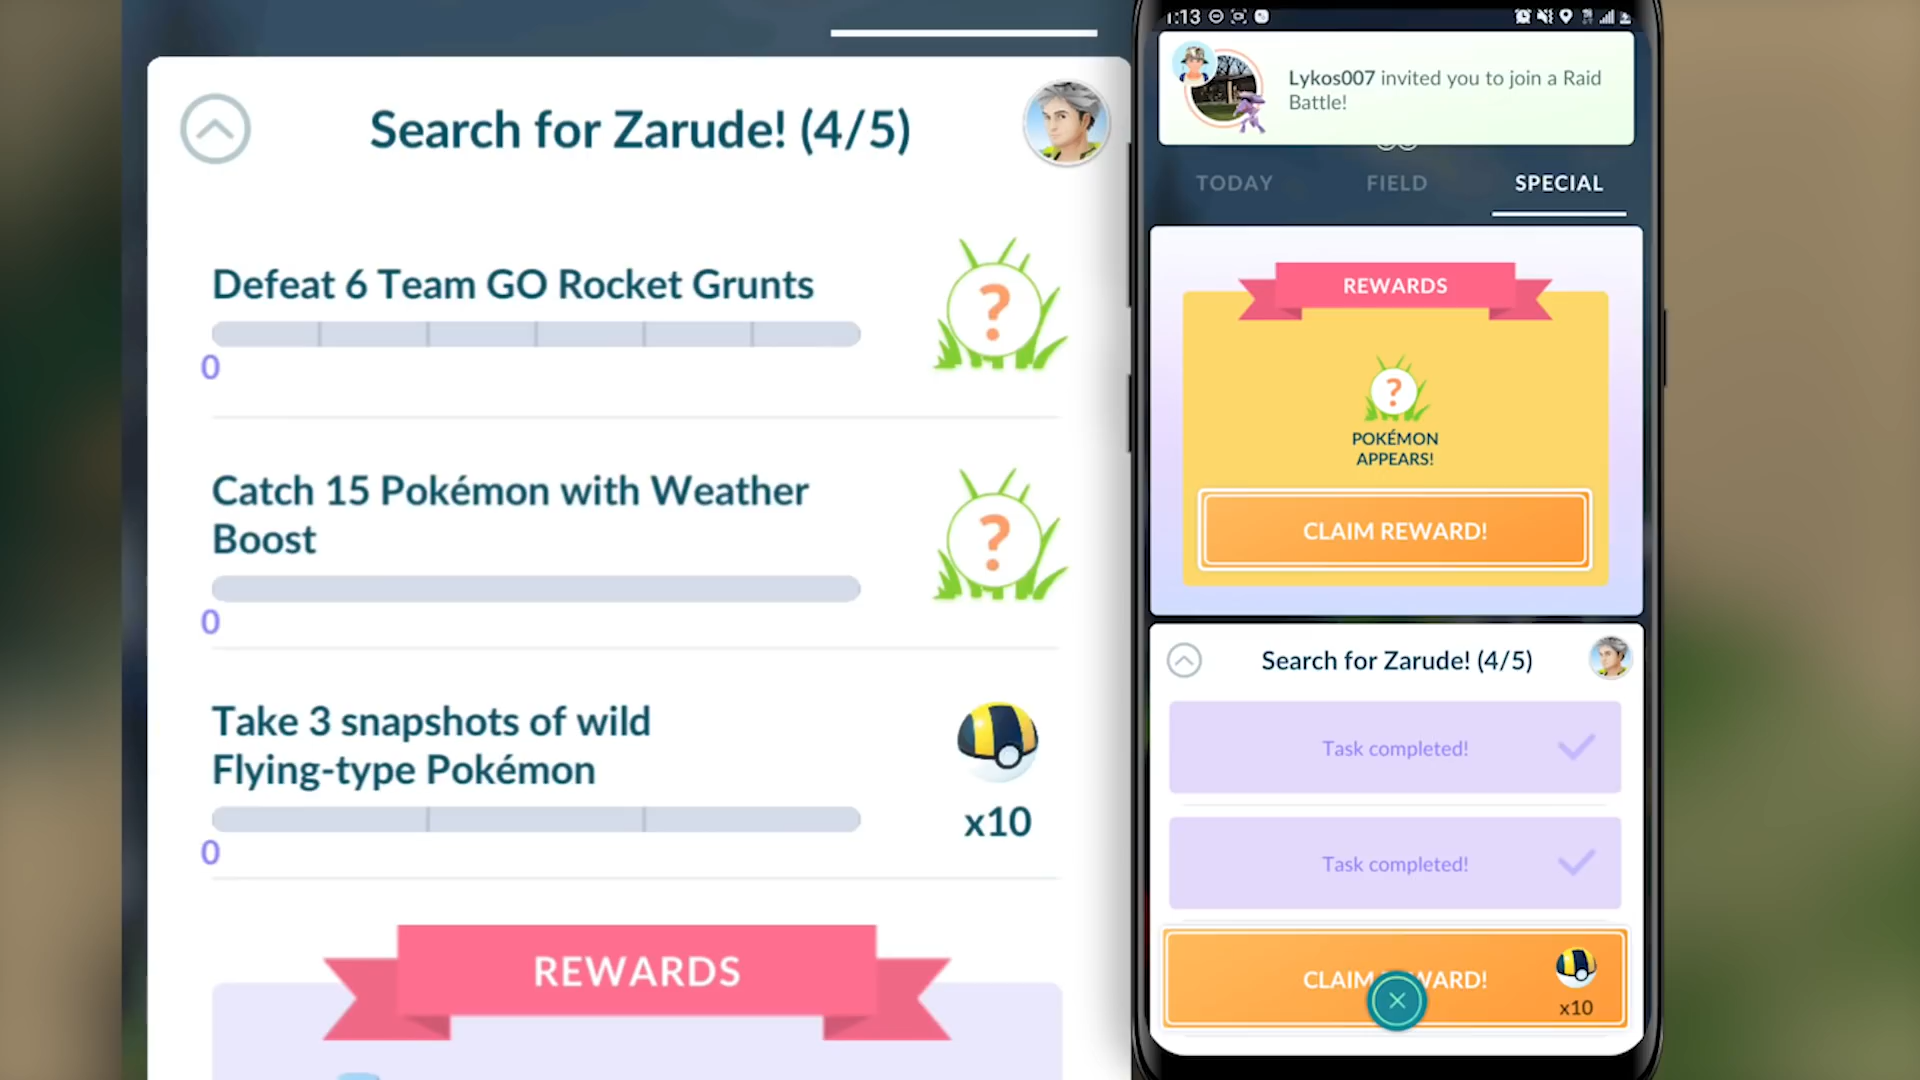 Search for Zarude! (4/5)
Defeat 6 Team GO Rocket Grunts
0
Catch 15 Pokémon with Weather
Boost
0
Take 3 snapshots of wild
Flying-type Pokémon
x10
0
REWARDS
1:13
Lykos007 invited you to join a Raid
Battle!
TODAY FIELD SPECIAL
REWARDS
POKÉMON
APPEARS!
CLAIM REWARD!
Search for Zarude! (4/5)
Task completed!
Task completed!
CLAIM REWARD!
x10